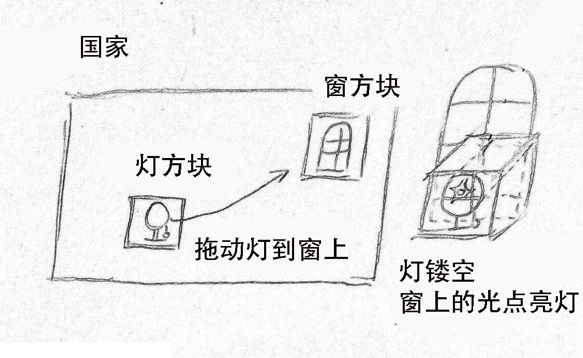 国家
窗方块
灯方块
拖动灯到窗上
灯镂空
窗上的光点亮灯